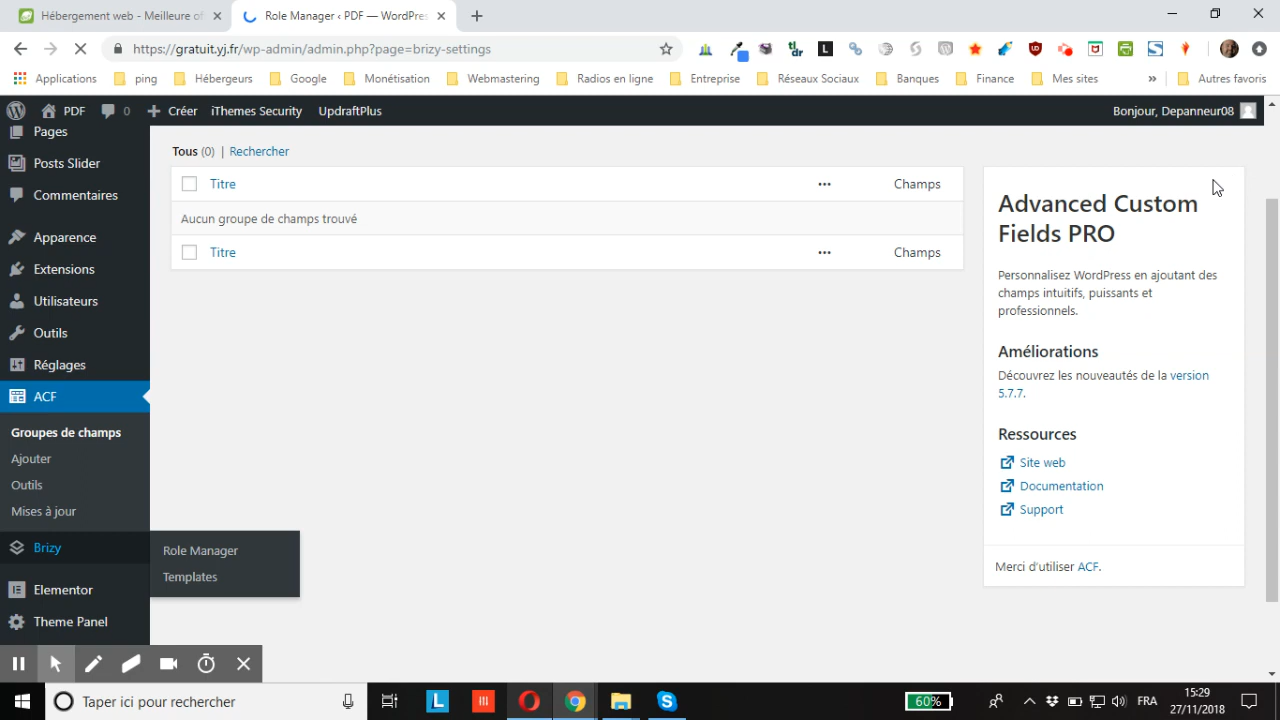 Hébergement web - Meilleure of
Role Manager ‹ PDF — WordPres
https://gratuit.yj.fr/wp-admin/admin.php?page=brizy-settings
Applications
ping
Hébergeurs
Google
Monétisation
Webmastering
Radios en ligne
Entreprise
Réseaux Sociaux
Banques
Finance
Mes sites
»
Autres favoris
PDF
0
Créer
iThemes Security
UpdraftPlus
Bonjour, Depanneur08
Pages
Posts Slider
Commentaires
Apparence
Extensions
Utilisateurs
Outils
Réglages
ACF
Groupes de champs
Ajouter
Outils
Mises à jour
Brizy
Role Manager
Templates
Elementor
Theme Panel
Tous (0) | Rechercher
Titre
Champs
Aucun groupe de champs trouvé
Titre
Champs
Advanced Custom
Fields PRO
Personnalisez WordPress en ajoutant des
champs intuitifs, puissants et
professionnels.
Améliorations
Découvrez les nouveautés de la version
5.7.7.
Ressources
Site web
Documentation
Support
Merci d'utiliser ACF.
Taper ici pour rechercher
60%
FRA
15:29
27/11/2018